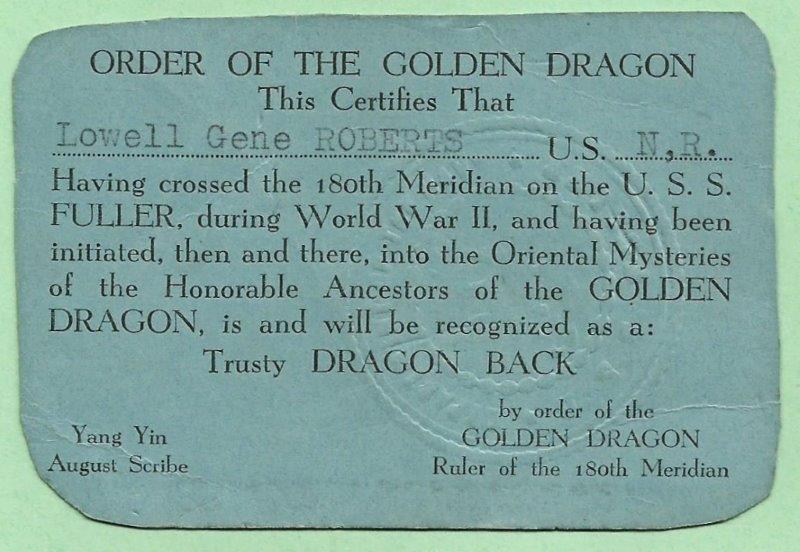 ORDER OF THE GOLDEN DRAGON
This Certifies That
Lowell Gene ROBERTS U.S. N.R.
Having crossed the 180th Meridian on the U. S. S.
FULLER, during World War II, and having been
initiated, then and there, into the Oriental Mysteries
of the Honorable Ancestors of the GOLDEN
DRAGON, is and will be recognized as a:
Trusty DRAGON BACK
by order of the
Yang Yin GOLDEN DRAGON
August Scribe Ruler of the 180th Meridian